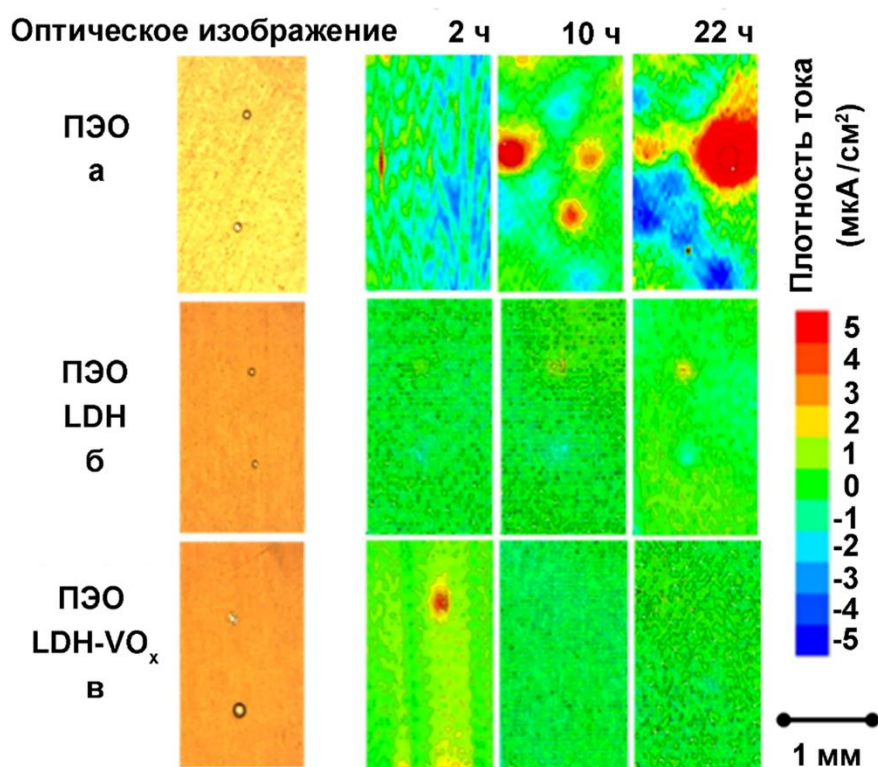 Оптическое изображение 2 ч 10 ч 22 ч
ПЭО
а
ПЭО
LDH
б
ПЭО
LDH-VOₓ
в
Плотность тока
(мкА/см²)
5
4
3
2
1
0
-1
-2
-3
-4
-5
1 мм